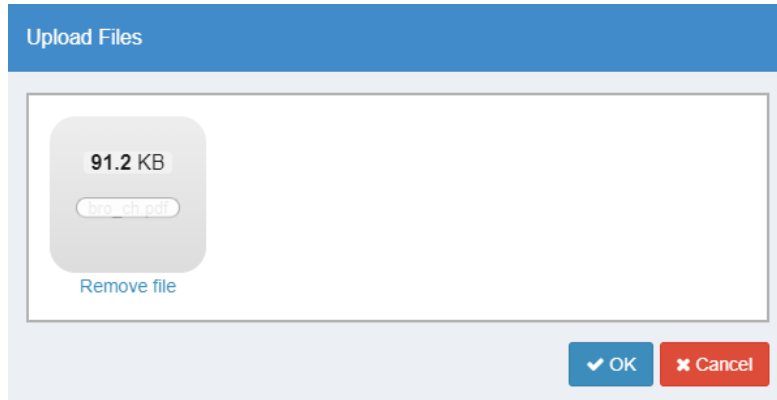 Upload Files
91.2 KB
bro_ch.pdf
Remove file
OK
Cancel